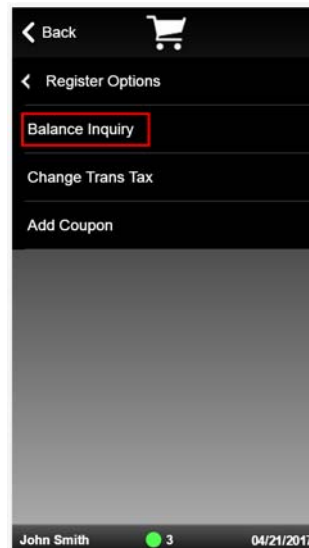 Back
Register Options
Balance Inquiry
Change Trans Tax
Add Coupon
John Smith 3 04/21/2017